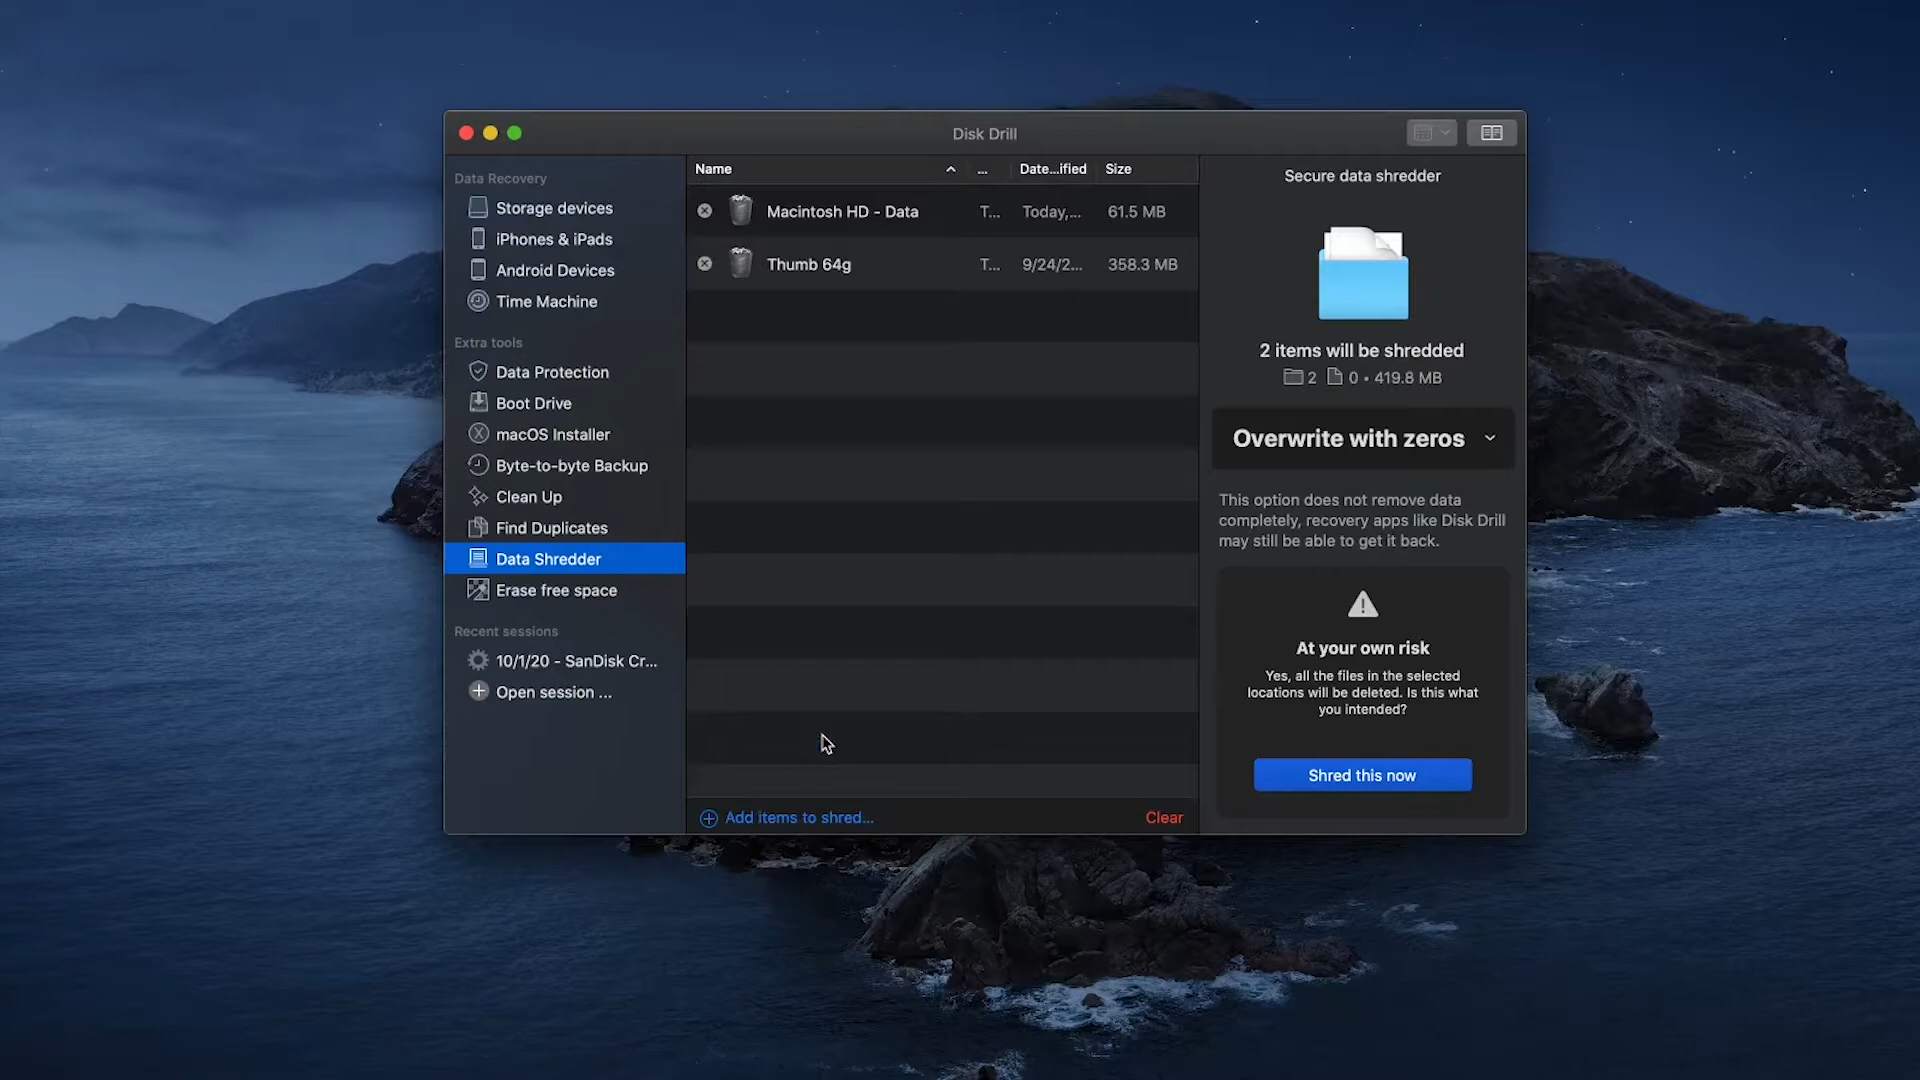 Disk Drill
Data Recovery
Storage devices
iPhones & iPads
Android Devices
Time Machine
Extra tools
Data Protection
Boot Drive
macOS Installer
Byte-to-byte Backup
Clean Up
Find Duplicates
Data Shredder
Erase free space
Recent sessions
10/1/20 - SanDisk Cr...
Open session ...
Name ... Date...ified Size
Macintosh HD - Data T... Today,... 61.5 MB
Thumb 64g T... 9/24/2... 358.3 MB
Add items to shred... Clear
Secure data shredder
2 items will be shredded
2 0 • 419.8 MB
Overwrite with zeros
This option does not remove data
completely, recovery apps like Disk Drill
may still be able to get it back.
At your own risk
Yes, all the files in the selected
locations will be deleted. Is this what
you intended?
Shred this now